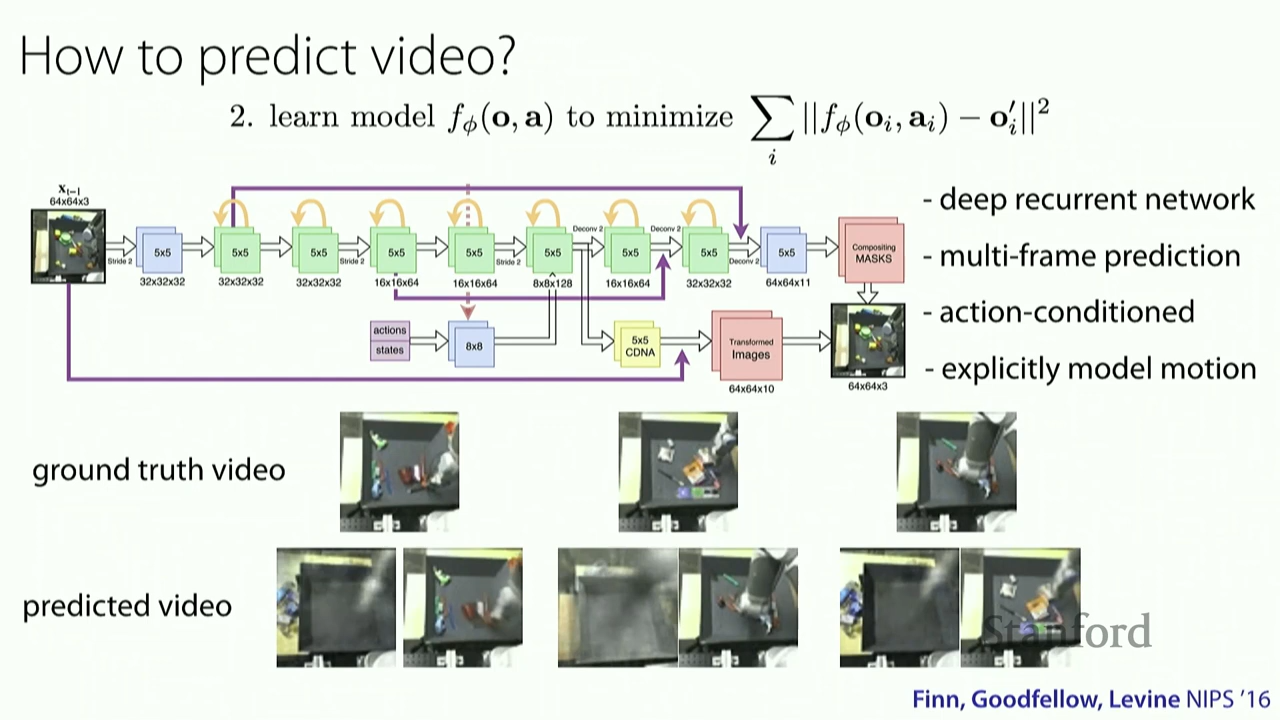 How to predict video?
2. learn model f_ϕ(o, a) to minimize ∑_i ||f_ϕ(o_i, a_i) − o′_i||²
x_{t−1}
64x64x3
Stride 2
5x5
32x32x32
5x5
32x32x32
5x5
32x32x32
Stride 2
5x5
16x16x64
5x5
16x16x64
Stride 2
5x5
8x8x128
Deconv 2
5x5
16x16x64
Deconv 2
5x5
32x32x32
Deconv 2
5x5
64x64x11
Compositing
MASKS
actions
states
8x8
5x5
CDNA
Transformed
Images
64x64x10
64x64x3
- deep recurrent network
- multi-frame prediction
- action-conditioned
- explicitly model motion
ground truth video
predicted video
Stanford
Finn, Goodfellow, Levine NIPS '16